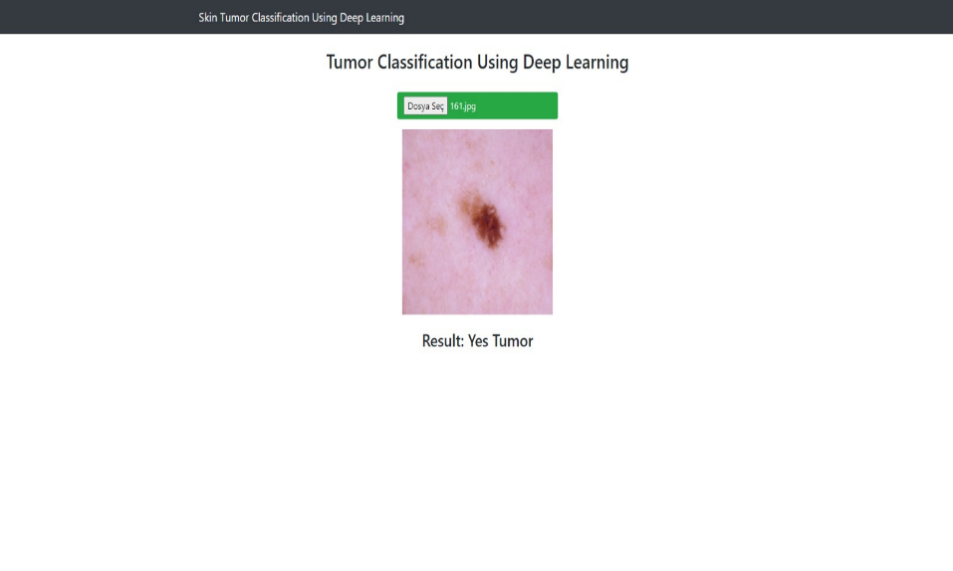 Skin Tumor Classification Using Deep Learning
Tumor Classification Using Deep Learning
Dosya Seç 161.jpg
Result: Yes Tumor